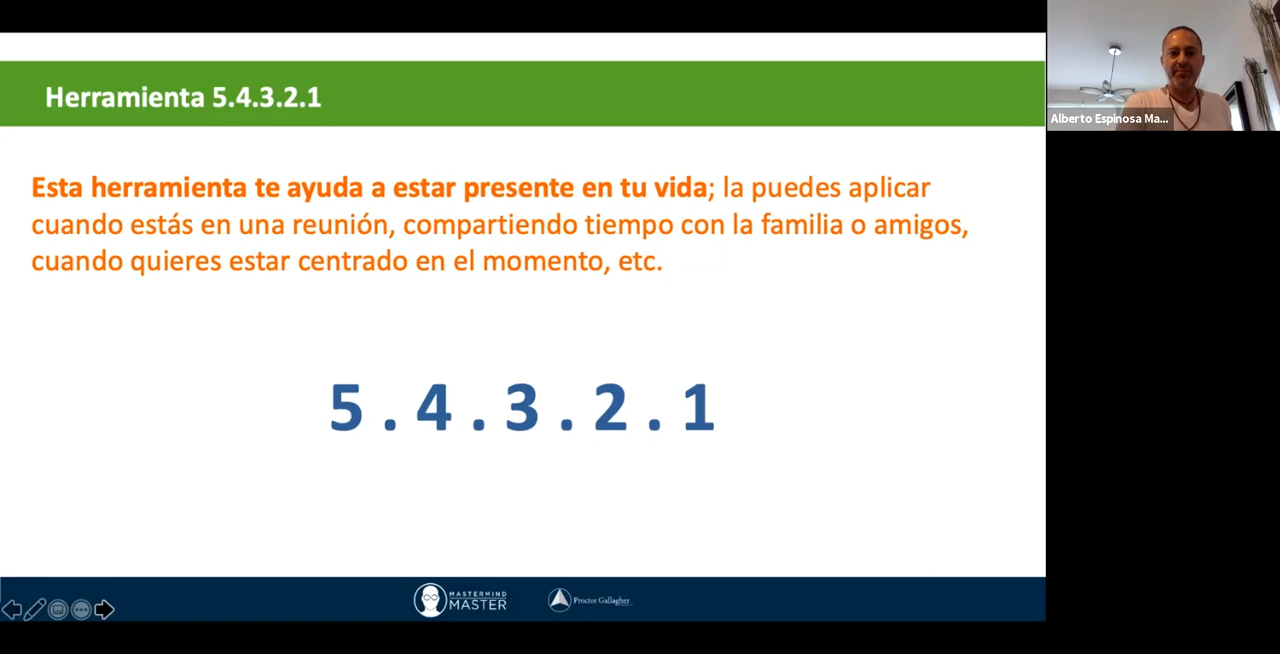 Herramienta 5.4.3.2.1
Alberto Espinosa Ma...
Esta herramienta te ayuda a estar presente en tu vida; la puedes aplicar
cuando estás en una reunión, compartiendo tiempo con la familia o amigos,
cuando quieres estar centrado en el momento, etc.
5 . 4 . 3 . 2 . 1
MASTERMIND
MASTER
Proctor Gallagher